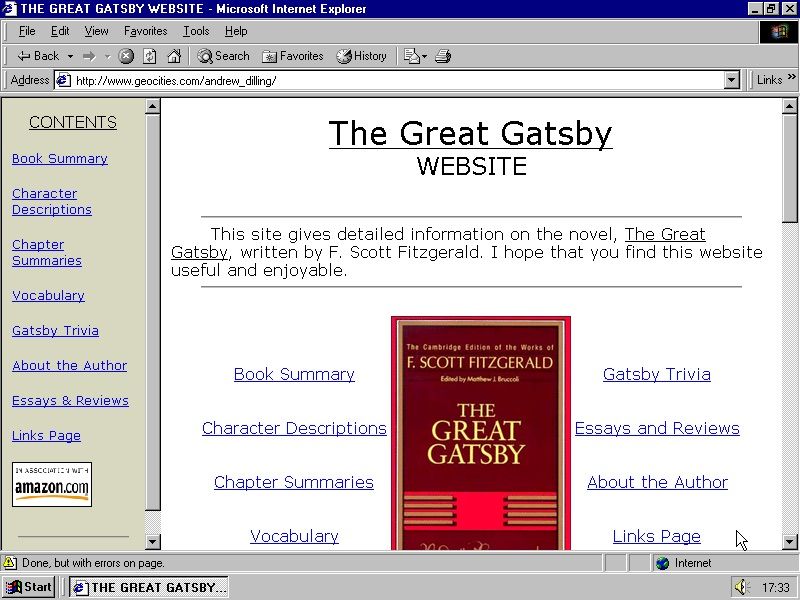 THE GREAT GATSBY WEBSITE - Microsoft Internet Explorer
File Edit View Favorites Tools Help
Back Search Favorites History
Address http://www.geocities.com/andrew_dilling/ Links »
CONTENTS
Book Summary
Character
Descriptions
Chapter
Summaries
Vocabulary
Gatsby Trivia
About the Author
Essays & Reviews
Links Page
IN ASSOCIATION WITH
amazon.com
The Great Gatsby
WEBSITE
This site gives detailed information on the novel, The Great
Gatsby, written by F. Scott Fitzgerald. I hope that you find this website
useful and enjoyable.
Book Summary
Character Descriptions
Chapter Summaries
Vocabulary
The Cambridge Edition of the Works of
F. SCOTT FITZGERALD
Edited by Matthew J. Bruccoli
THE
GREAT
GATSBY
Gatsby Trivia
Essays and Reviews
About the Author
Links Page
Done, but with errors on page. Internet
Start THE GREAT GATSBY... 17:33